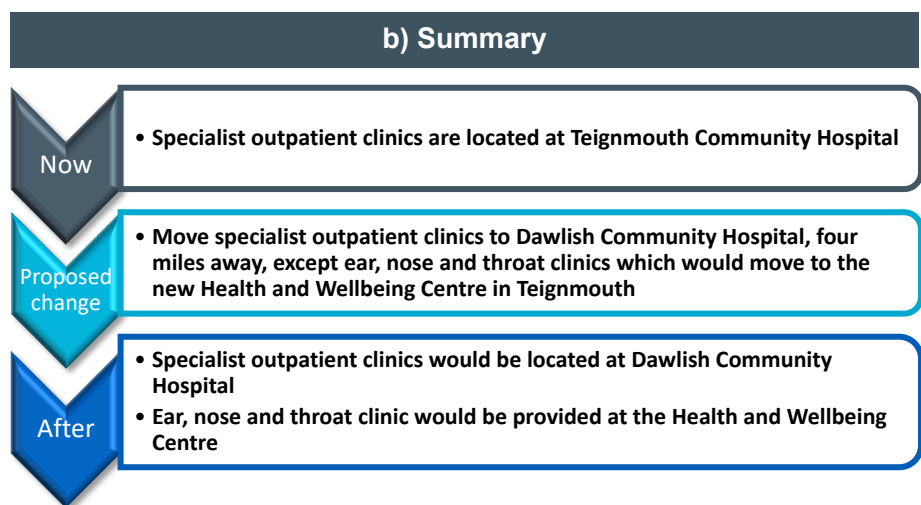 b) Summary
Now
• Specialist outpatient clinics are located at Teignmouth Community Hospital
Proposed
change
• Move specialist outpatient clinics to Dawlish Community Hospital, four
miles away, except ear, nose and throat clinics which would move to the
new Health and Wellbeing Centre in Teignmouth
After
• Specialist outpatient clinics would be located at Dawlish Community
Hospital
• Ear, nose and throat clinic would be provided at the Health and Wellbeing
Centre